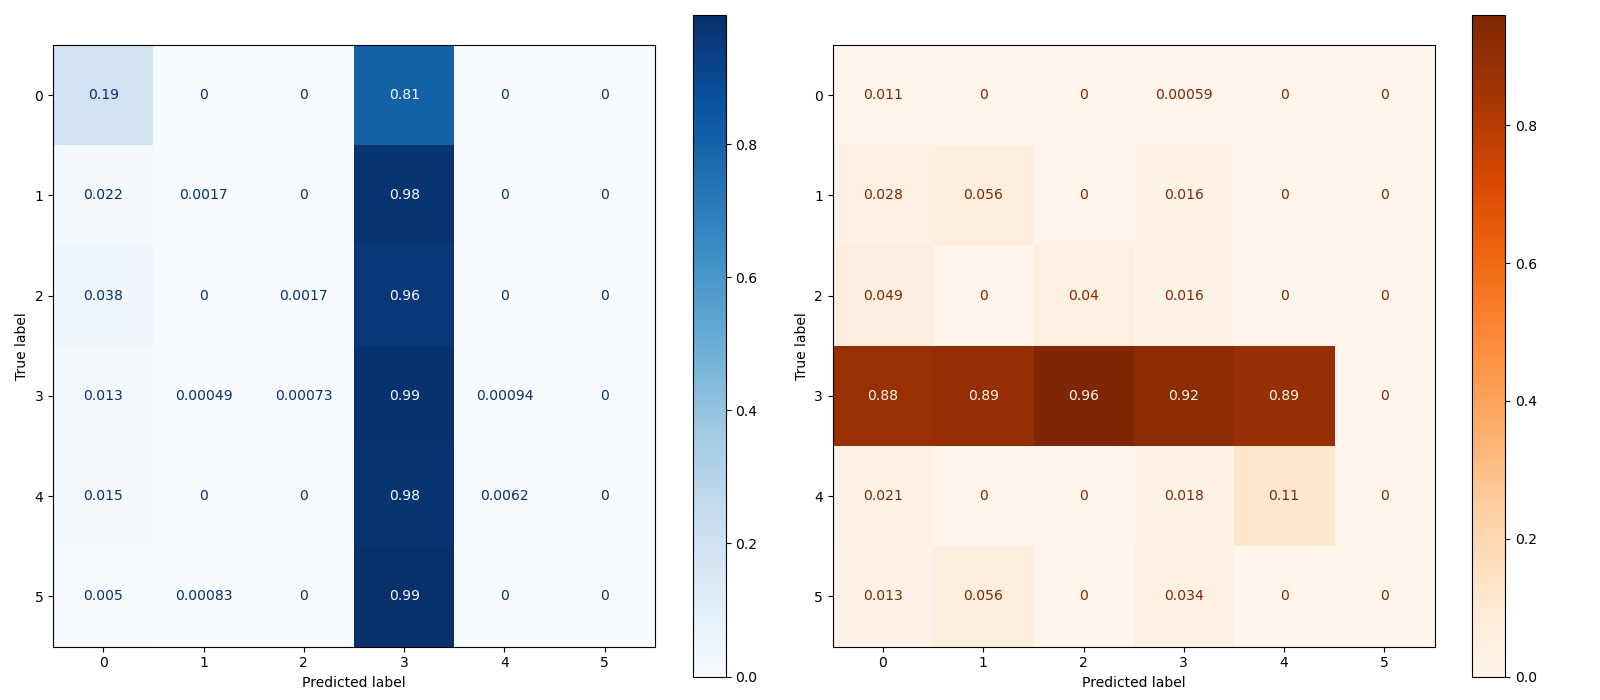 0 0.19 0 0 0.81 0 0
1 0.022 0.0017 0 0.98 0 0
2 0.038 0 0.0017 0.96 0 0
3 0.013 0.00049 0.00073 0.99 0.00094 0
4 0.015 0 0 0.98 0.0062 0
5 0.005 0.00083 0 0.99 0 0
0 1 2 3 4 5
Predicted label
True label
0.8
0.6
0.4
0.2
0.0
0 0.011 0 0 0.00059 0 0
1 0.028 0.056 0 0.016 0 0
2 0.049 0 0.04 0.016 0 0
3 0.88 0.89 0.96 0.92 0.89 0
4 0.021 0 0 0.018 0.11 0
5 0.013 0.056 0 0.034 0 0
0 1 2 3 4 5
Predicted label
True label
0.8
0.6
0.4
0.2
0.0